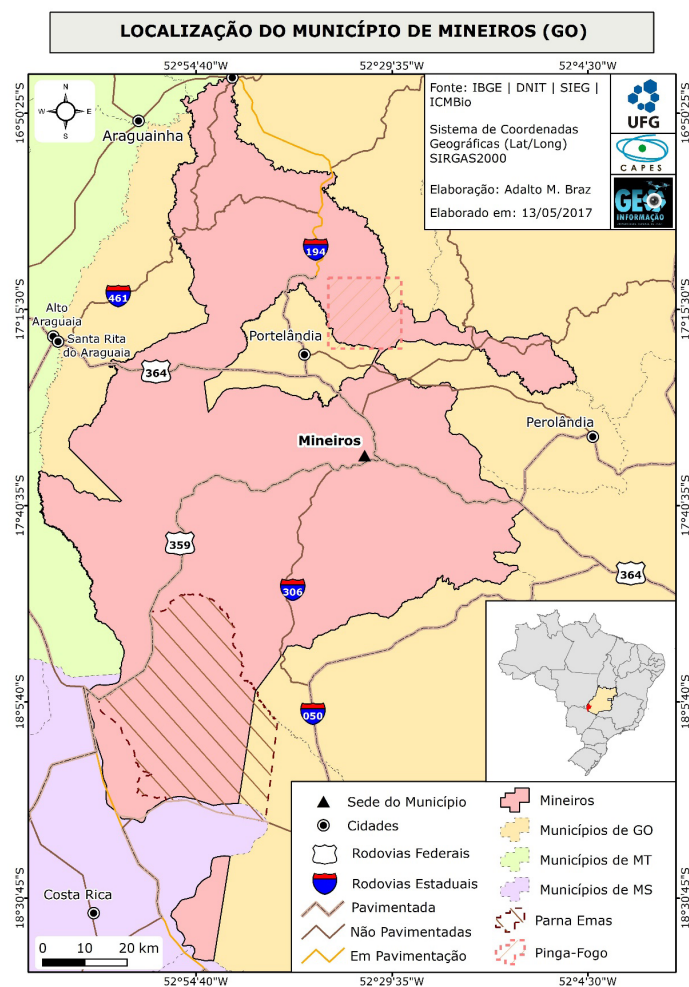 LOCALIZAÇÃO DO MUNICÍPIO DE MINEIROS (GO)
52°54'40"W
52°29'35"W
52°4'30"W
16°50'25"S
17°15'30"S
17°40'35"S
18°5'40"S
18°30'45"S
16°50'25"S
17°15'30"S
17°40'35"S
18°5'40"S
18°30'45"S
N
W
E
S
Fonte: IBGE | DNIT | SIEG |
ICMBio
Sistema de Coordenadas
Geográficas (Lat/Long)
SIRGAS2000
Elaboração: Adalto M. Braz
Elaborado em: 13/05/2017
UFG
CAPES
GEO
INFORMAÇÃO
Araguainha
194
461
Alto
Araguaia
Santa Rita
do Araguaia
Portelândia
364
Perolândia
Mineiros
359
306
364
050
Costa Rica
0 10 20 km
Sede do Município
Cidades
Rodovias Federais
Rodovias Estaduais
Pavimentada
Não Pavimentadas
Em Pavimentação
Mineiros
Municípios de GO
Municípios de MT
Municípios de MS
Parna Emas
Pinga-Fogo
52°54'40"W
52°29'35"W
52°4'30"W